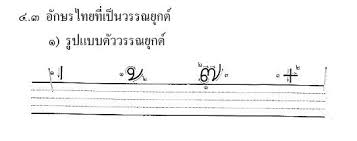 ๔.๓ อักษรไทยที่เป็นวรรณยุกต์
๑) รูปแบบตัววรรณยุกต์